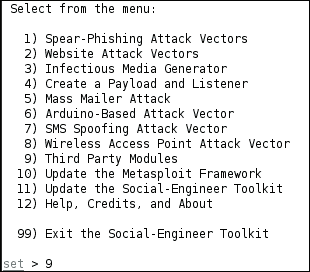 Select from the menu:
1) Spear-Phishing Attack Vectors
2) Website Attack Vectors
3) Infectious Media Generator
4) Create a Payload and Listener
5) Mass Mailer Attack
6) Arduino-Based Attack Vector
7) SMS Spoofing Attack Vector
8) Wireless Access Point Attack Vector
9) Third Party Modules
10) Update the Metasploit Framework
11) Update the Social-Engineer Toolkit
12) Help, Credits, and About
99) Exit the Social-Engineer Toolkit
set > 9